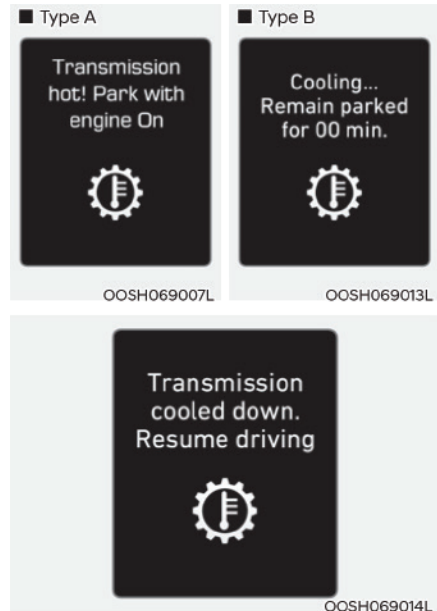 ■ Type A
Transmission
hot! Park with
engine On
OOSH069007L
■ Type B
Cooling...
Remain parked
for 00 min.
OOSH069013L
Transmission
cooled down.
Resume driving
OOSH069014L